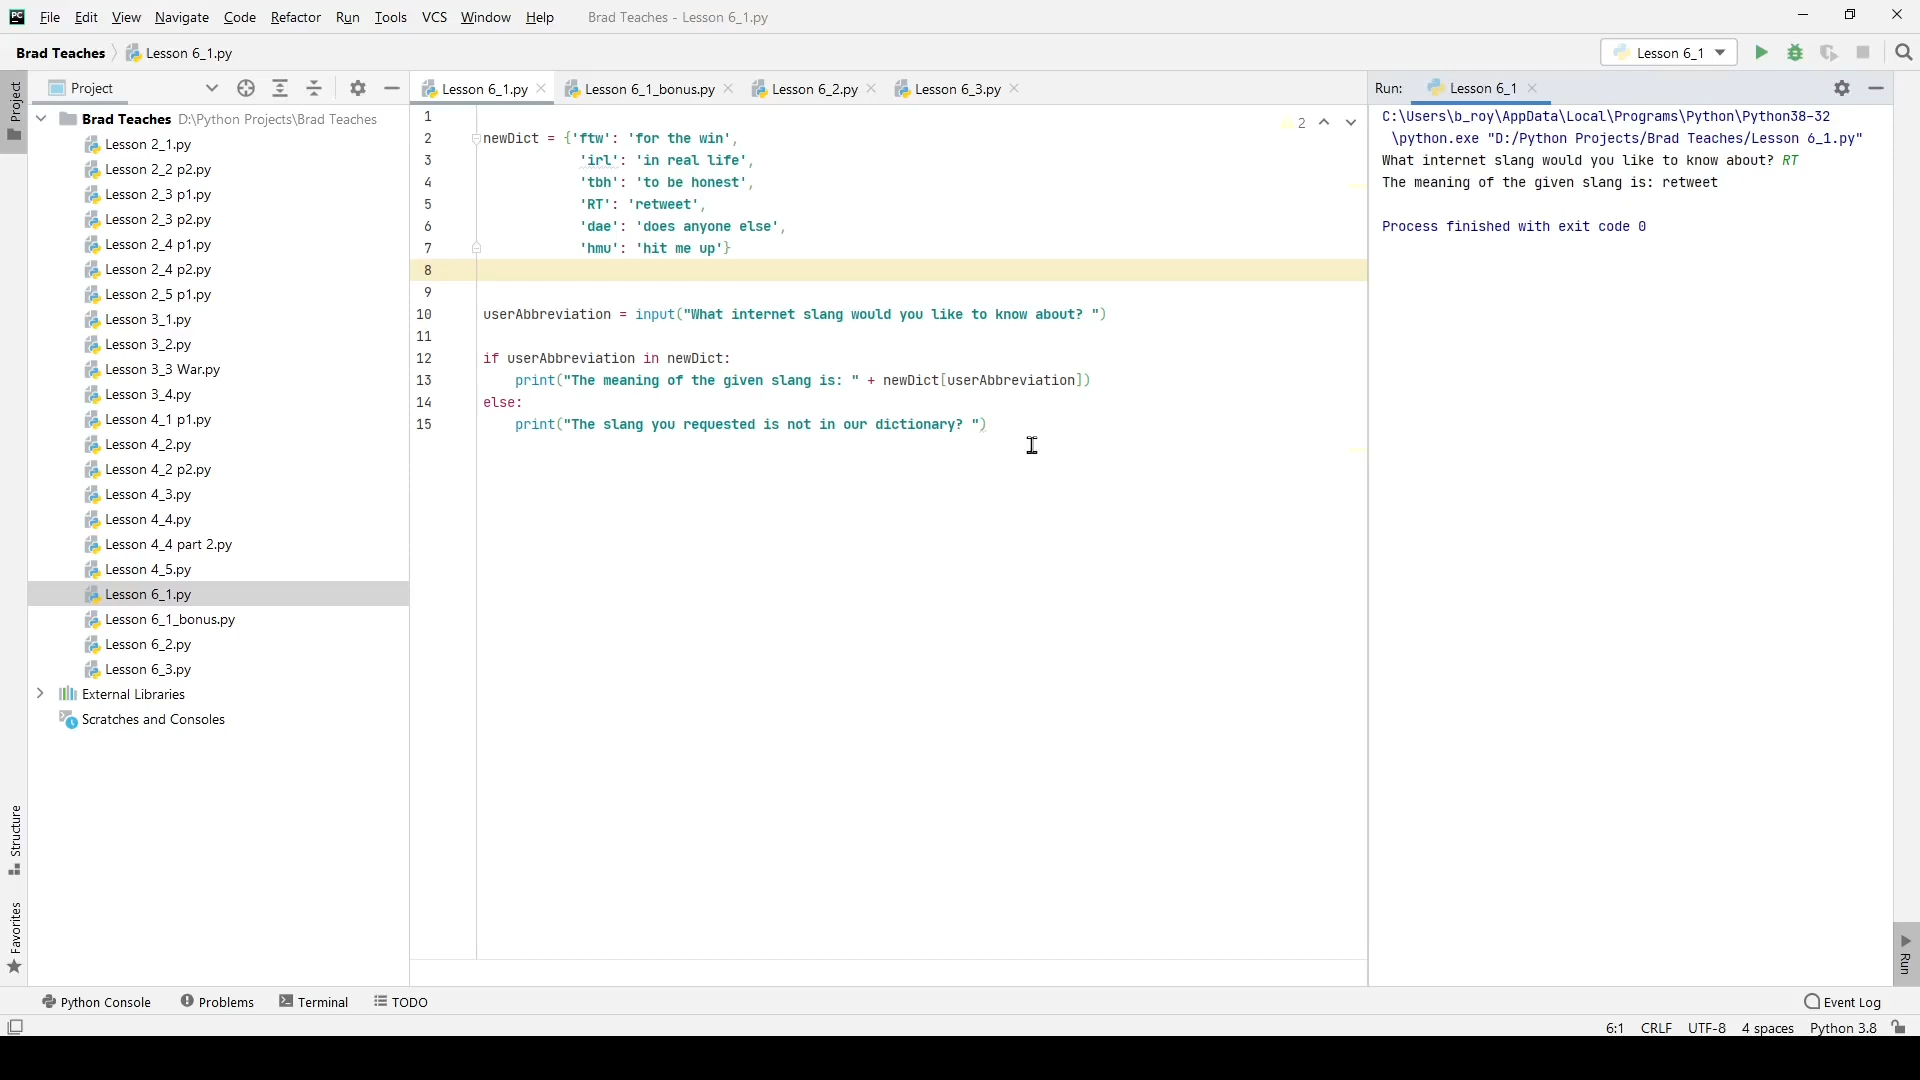 File Edit View Navigate Code Refactor Run Tools VCS Window Help Brad Teaches - Lesson 6_1.py
Brad Teaches Lesson 6_1.py
Lesson 6_1
Project
Project
Brad Teaches D:\Python Projects\Brad Teaches
Lesson 2_1.py
Lesson 2_2 p2.py
Lesson 2_3 p1.py
Lesson 2_3 p2.py
Lesson 2_4 p1.py
Lesson 2_4 p2.py
Lesson 2_5 p1.py
Lesson 3_1.py
Lesson 3_2.py
Lesson 3_3 War.py
Lesson 3_4.py
Lesson 4_1 p1.py
Lesson 4_2.py
Lesson 4_2 p2.py
Lesson 4_3.py
Lesson 4_4.py
Lesson 4_4 part 2.py
Lesson 4_5.py
Lesson 6_1.py
Lesson 6_1_bonus.py
Lesson 6_2.py
Lesson 6_3.py
External Libraries
Scratches and Consoles
Structure
Favorites
Lesson 6_1.py Lesson 6_1_bonus.py Lesson 6_2.py Lesson 6_3.py
2
1
2 newDict = {'ftw': 'for the win',
3 'irl': 'in real life',
4 'tbh': 'to be honest',
5 'RT': 'retweet',
6 'dae': 'does anyone else',
7 'hmu': 'hit me up'}
8
9
10 userAbbreviation = input("What internet slang would you like to know about? ")
11
12 if userAbbreviation in newDict:
13 print("The meaning of the given slang is: " + newDict[userAbbreviation])
14 else:
15 print("The slang you requested is not in our dictionary? ")
Run: Lesson 6_1
C:\Users\b_roy\AppData\Local\Programs\Python\Python38-32
\python.exe "D:/Python Projects/Brad Teaches/Lesson 6_1.py"
What internet slang would you like to know about? RT
The meaning of the given slang is: retweet
Process finished with exit code 0
Run
Python Console Problems Terminal TODO Event Log
6:1 CRLF UTF-8 4 spaces Python 3.8